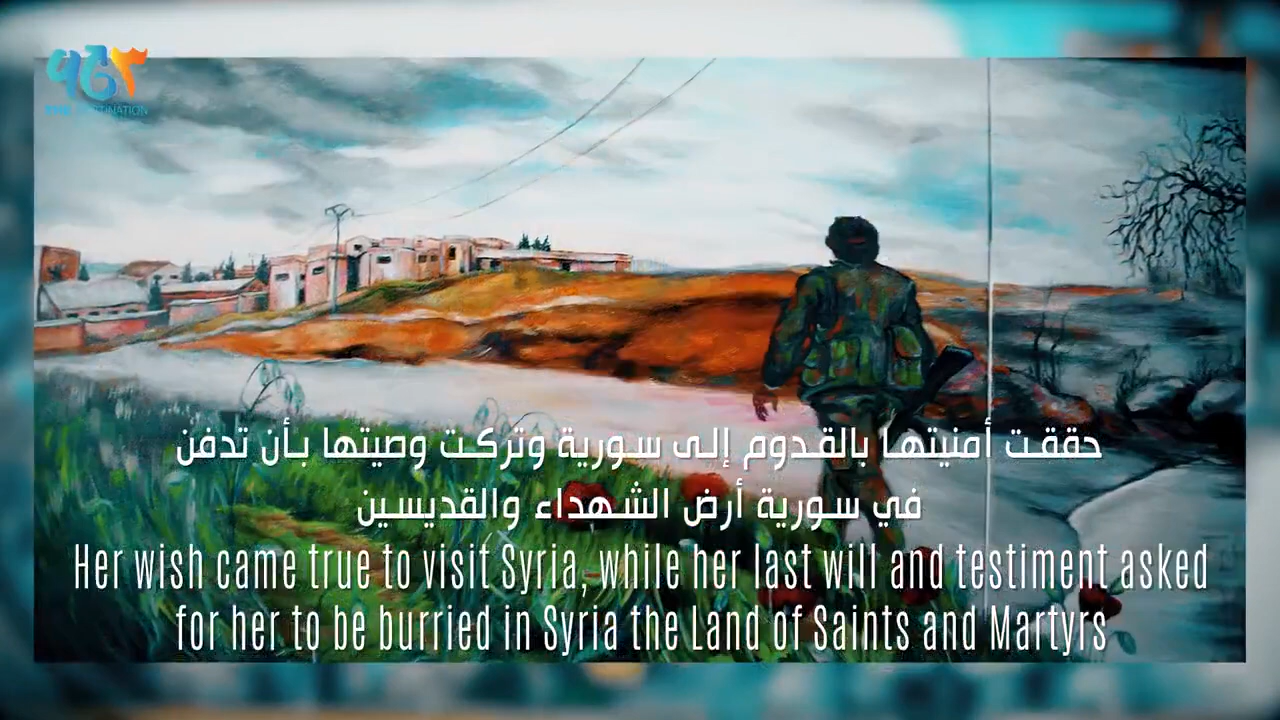 حققت أمنيتها بالقدوم إلى سورية وتركت وصيتها بأن تدفن
في سورية أرض الشهداء والقديسين
Her wish came true to visit Syria, while her last will and testiment asked
for her to be burried in Syria the Land of Saints and Martyrs